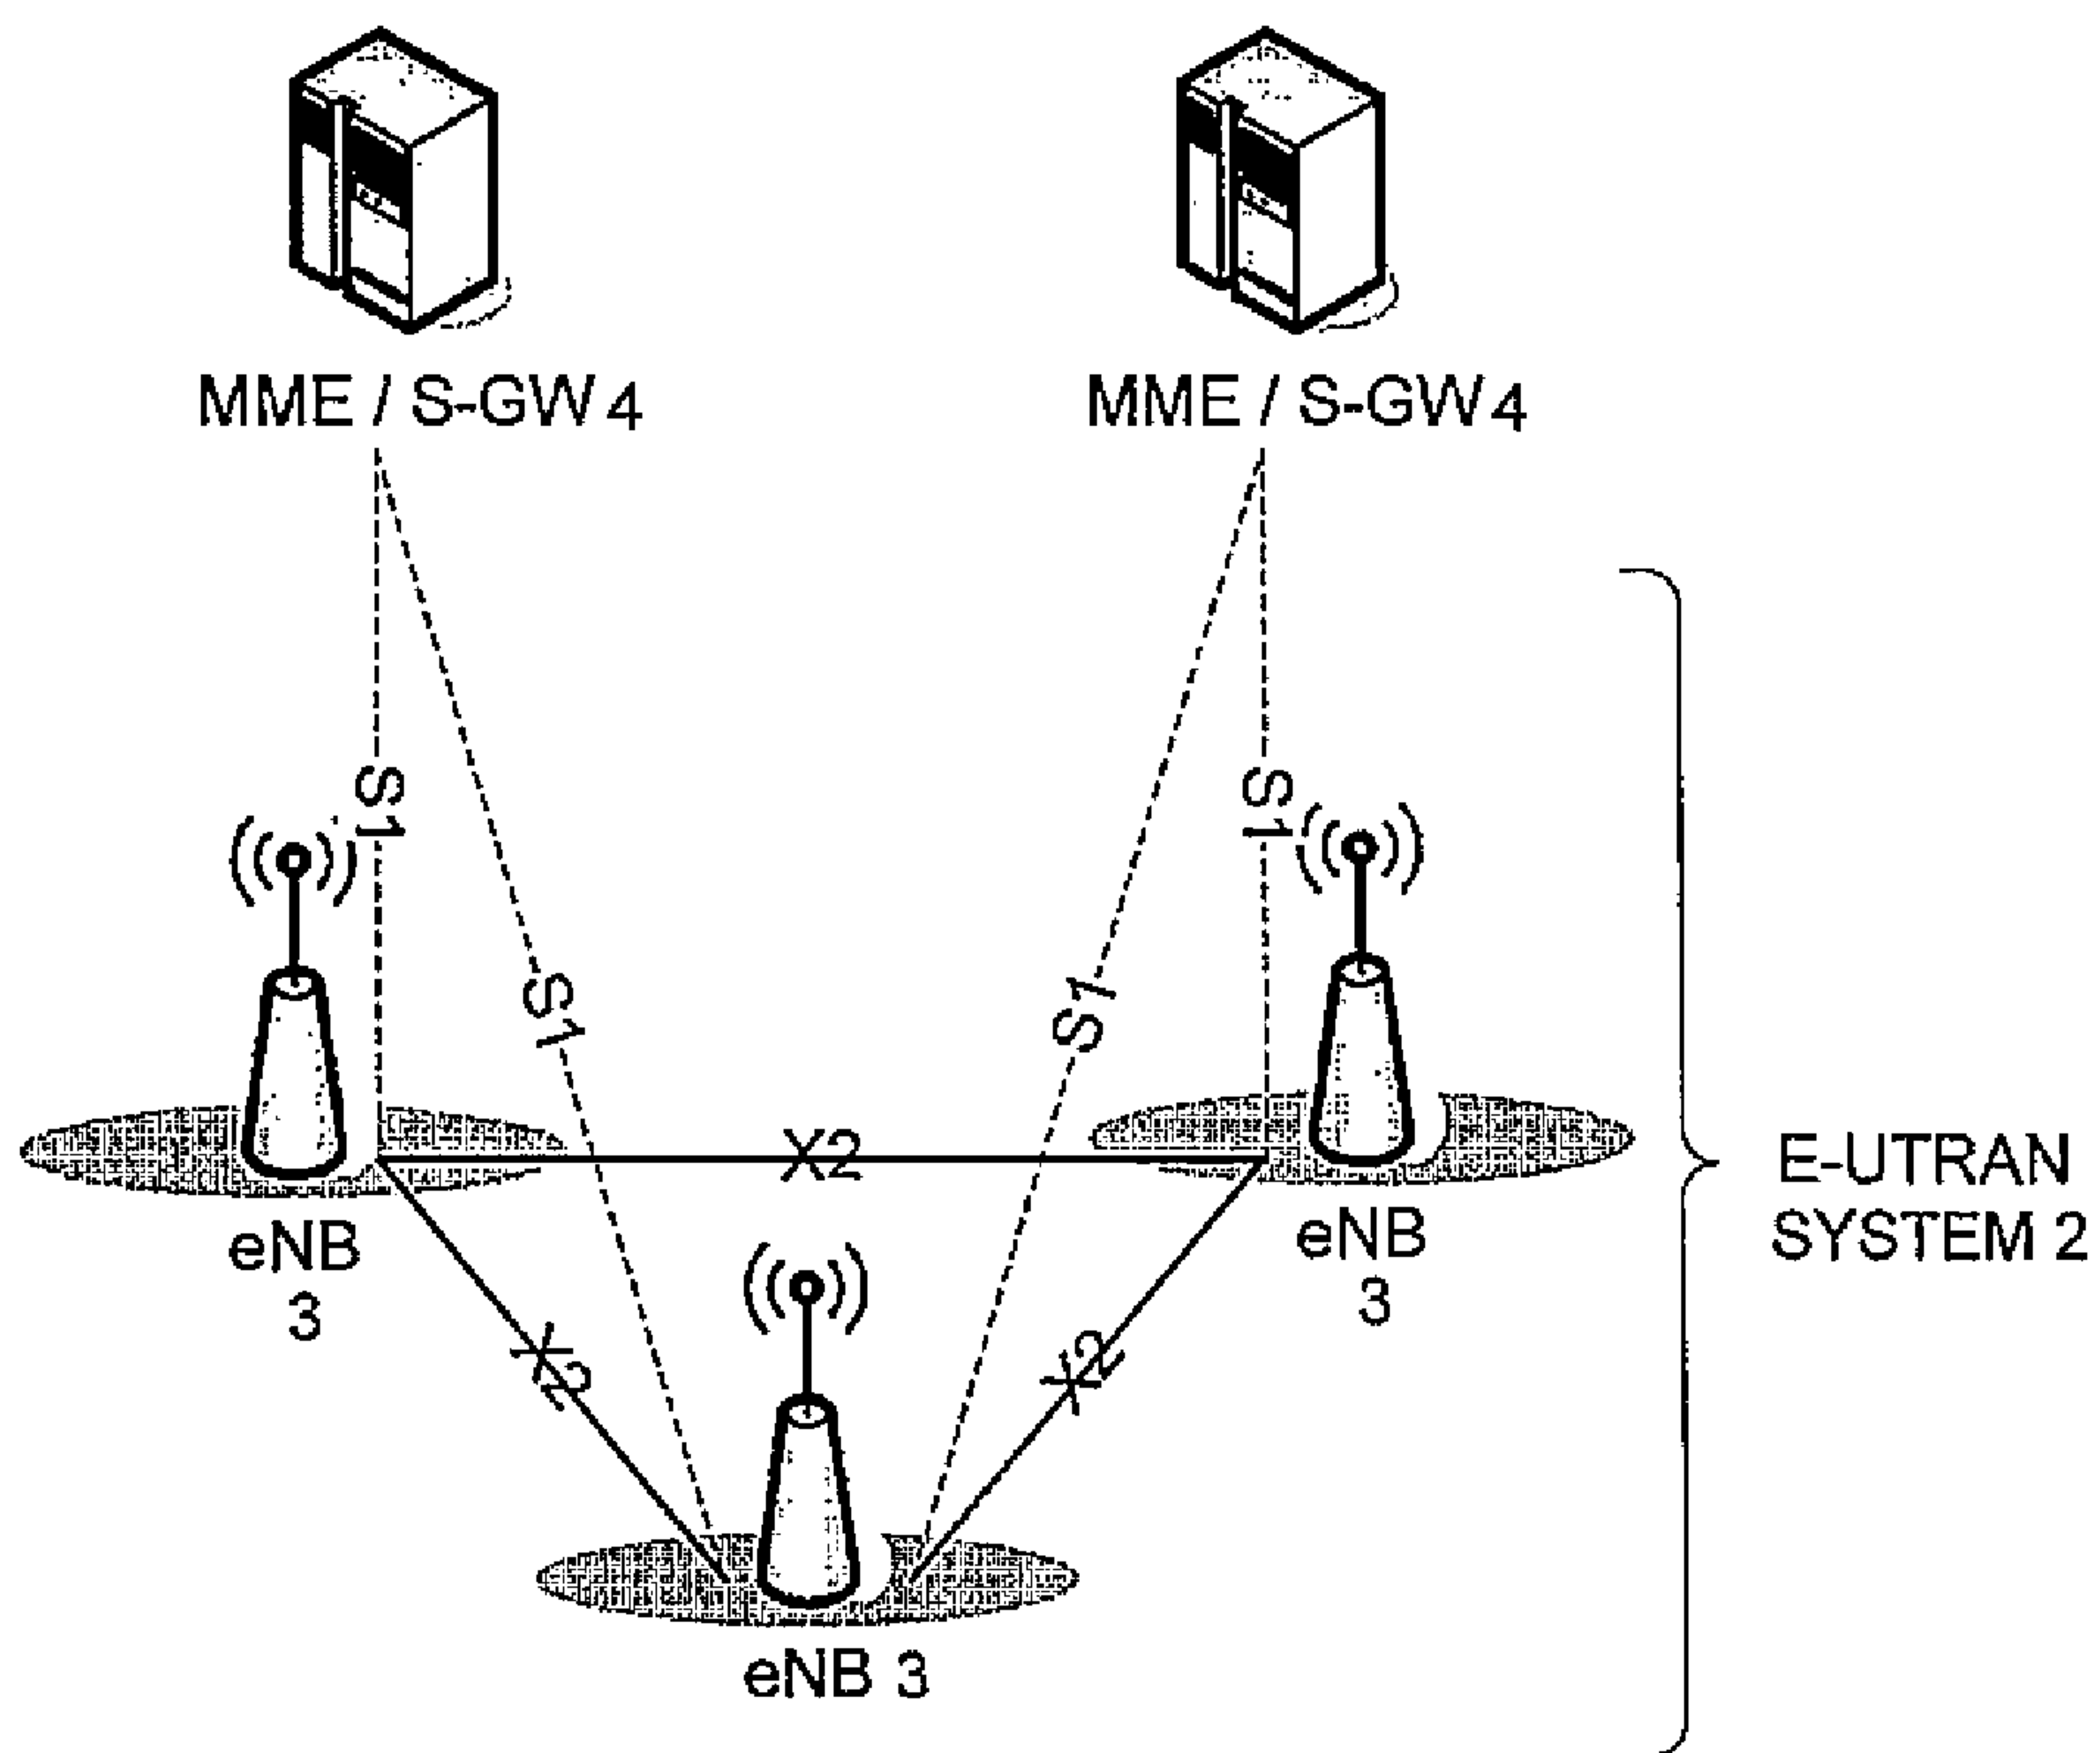 MME / S-GW 4
MME / S-GW 4
S1
S1
S1
S1
X2
E-UTRAN
SYSTEM 2
eNB
3
eNB
3
X2
X2
eNB 3